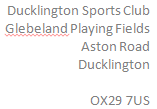 Ducklington Sports Club
Glebeland Playing Fields
Aston Road
Ducklington
OX29 7US